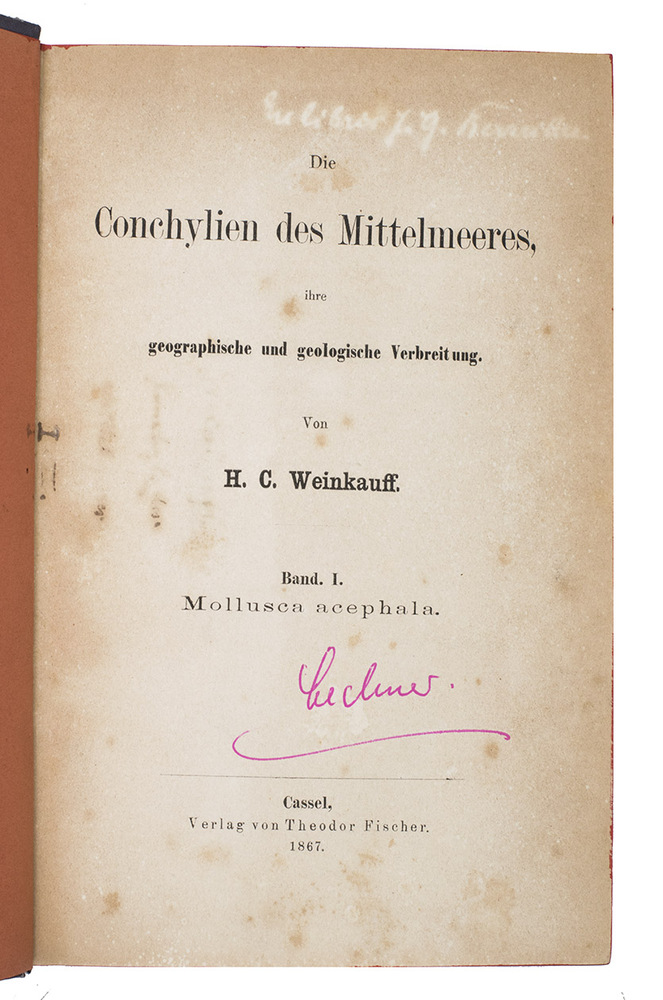 Die
Conchylien des Mittelmeeres,
ihre
geographische und geologische Verbreitung.
Von
H. C. Weinkauff.
Band. I.
Mollusca acephala.
Cassel,
Verlag von Theodor Fischer.
1867.